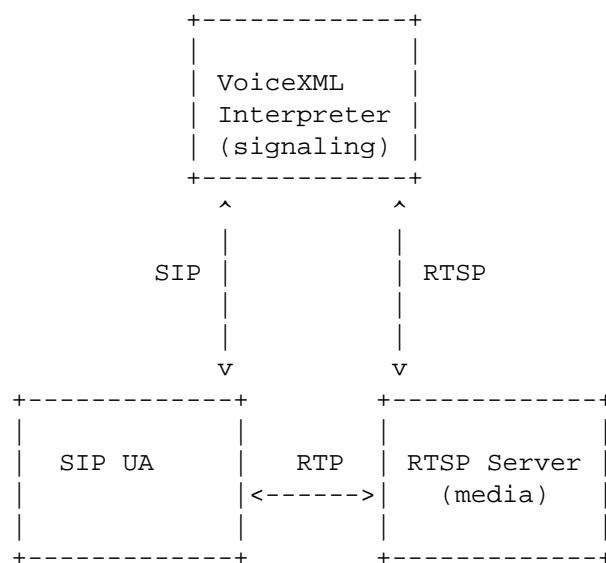 VoiceXML
Interpreter
(signaling)
SIP RTSP
SIP UA RTP RTSP Server
(media)